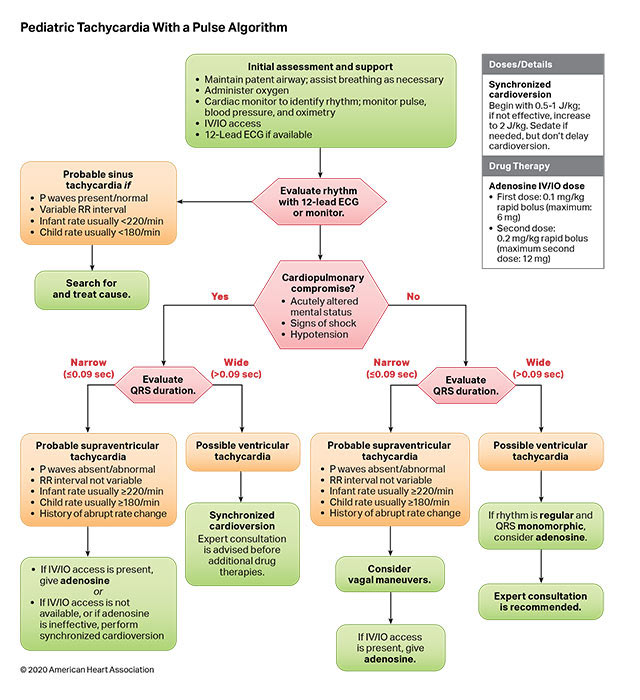 Pediatric Tachycardia With a Pulse Algorithm
Initial assessment and support
• Maintain patent airway; assist breathing as necessary
• Administer oxygen
• Cardiac monitor to identify rhythm; monitor pulse,
blood pressure, and oximetry
• IV/IO access
• 12-Lead ECG if available
Doses/Details
Synchronized
cardioversion
Begin with 0.5-1 J/kg;
if not effective, increase
to 2 J/kg. Sedate if
needed, but don't delay
cardioversion.
Drug Therapy
Adenosine IV/IO dose
• First dose: 0.1 mg/kg
rapid bolus (maximum:
6 mg)
• Second dose:
0.2 mg/kg rapid bolus
(maximum second
dose: 12 mg)
Probable sinus
tachycardia if
• P waves present/normal
• Variable RR interval
• Infant rate usually <220/min
• Child rate usually <180/min
Evaluate rhythm
with 12-lead ECG
or monitor.
Search for
and treat cause.
Cardiopulmonary
compromise?
• Acutely altered
mental status
• Signs of shock
• Hypotension
Yes
No
Narrow
(≤0.09 sec)
Evaluate
QRS duration.
Wide
(>0.09 sec)
Narrow
(≤0.09 sec)
Evaluate
QRS duration.
Wide
(>0.09 sec)
Probable supraventricular
tachycardia
• P waves absent/abnormal
• RR interval not variable
• Infant rate usually ≥220/min
• Child rate usually ≥180/min
• History of abrupt rate change
Possible ventricular
tachycardia
Probable supraventricular
tachycardia
• P waves absent/abnormal
• RR interval not variable
• Infant rate usually ≥220/min
• Child rate usually ≥180/min
• History of abrupt rate change
Possible ventricular
tachycardia
• If IV/IO access is present,
give adenosine
or
• If IV/IO access is not
available, or if adenosine
is ineffective, perform
synchronized cardioversion
Synchronized
cardioversion
Expert consultation
is advised before
additional drug
therapies.
Consider
vagal maneuvers.
If IV/IO access
is present, give
adenosine.
If rhythm is regular and
QRS monomorphic,
consider adenosine.
Expert consultation
is recommended.
© 2020 American Heart Association